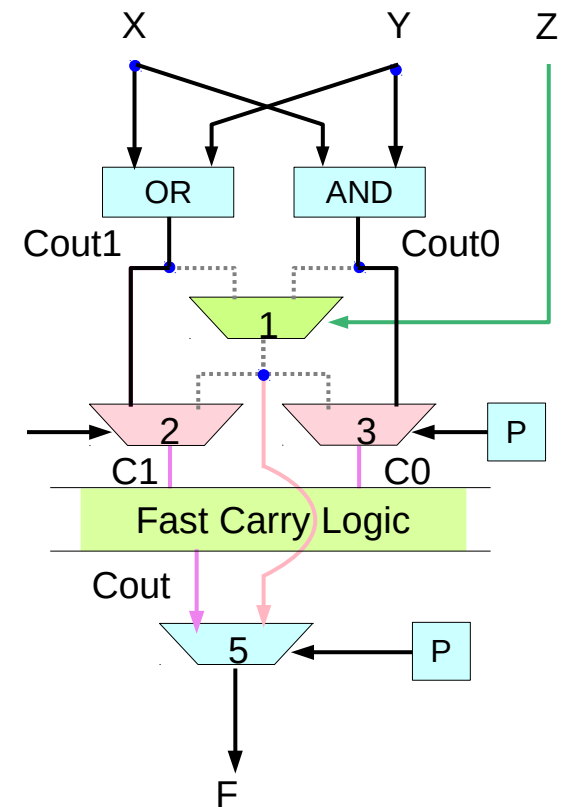 X Y Z
OR AND
Cout1 Cout0
1
2 3 P
C1 C0
Fast Carry Logic
Cout
5 P
F